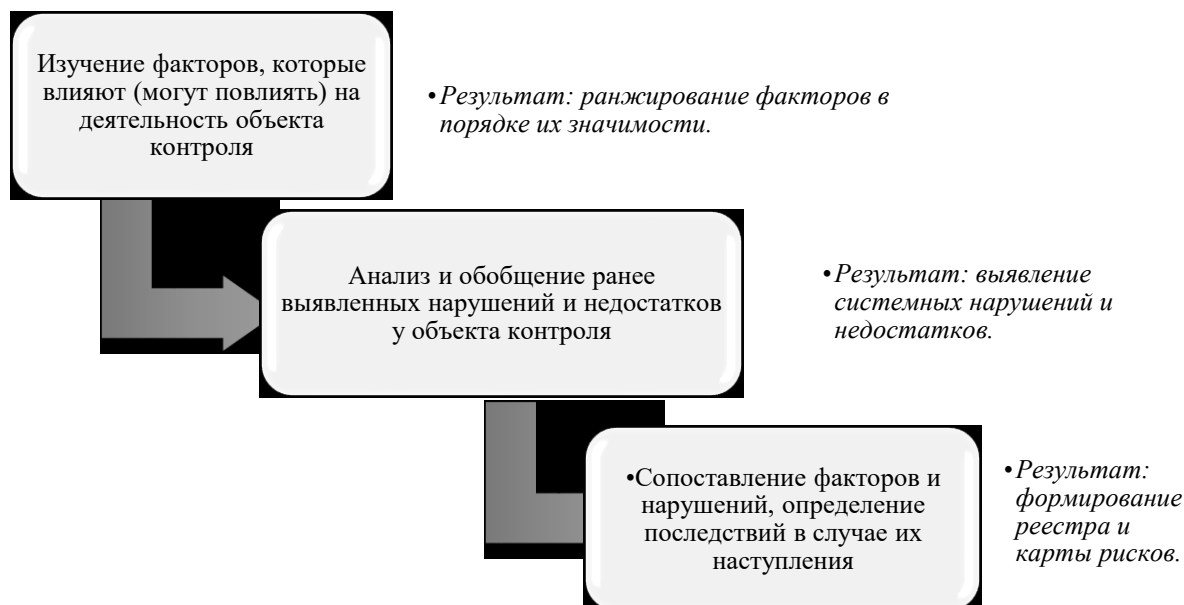 Изучение факторов, которые
влияют (могут повлиять) на
деятельность объекта
контроля
•Результат: ранжирование факторов в
порядке их значимости.
Анализ и обобщение ранее
выявленных нарушений и недостатков
у объекта контроля
•Результат: выявление
системных нарушений и
недостатков.
•Сопоставление факторов и
нарушений, определение
последствий в случае их
наступления
•Результат:
формирование
реестра и
карты рисков.